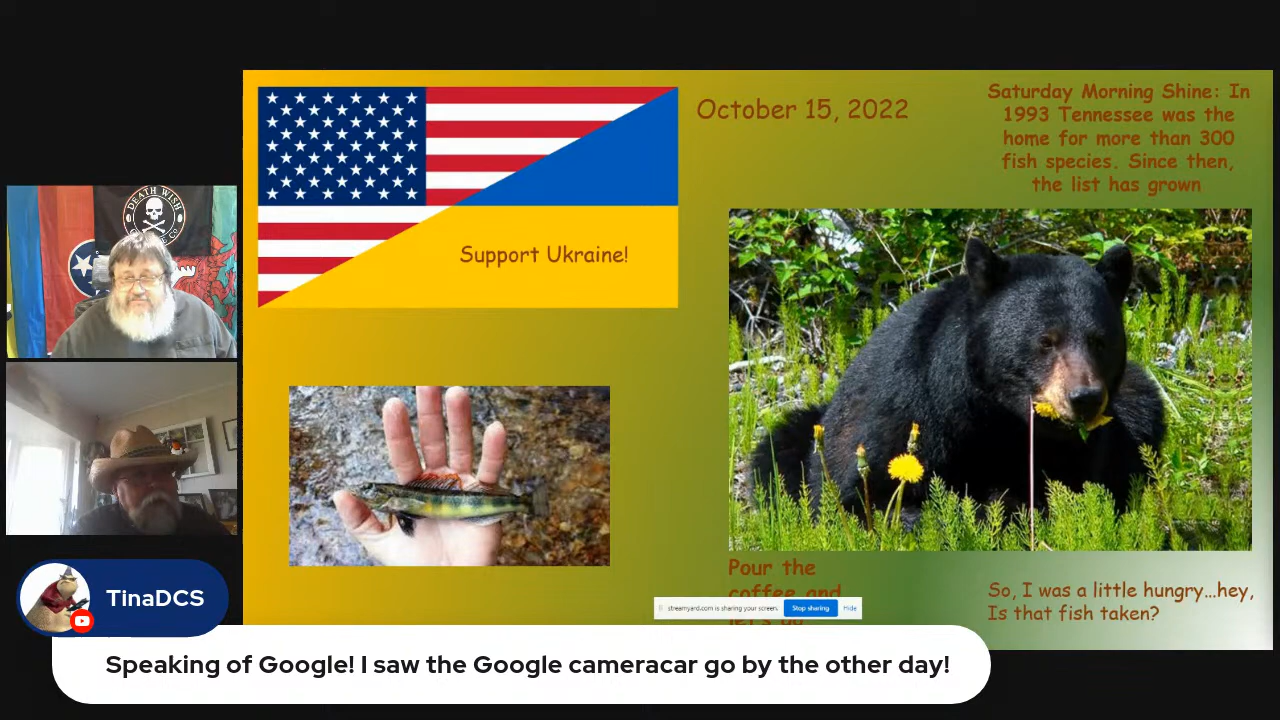 October 15, 2022
Saturday Morning Shine: In
1993 Tennessee was the
home for more than 300
fish species. Since then,
the list has grown
DEATH WISH
Support Ukraine!
Pour the
coffee and
streamyard.com is sharing your screen.
Stop sharing
Hide
So, I was a little hungry...hey,
Is that fish taken?
TinaDCS
Speaking of Google! I saw the Google cameracar go by the other day!